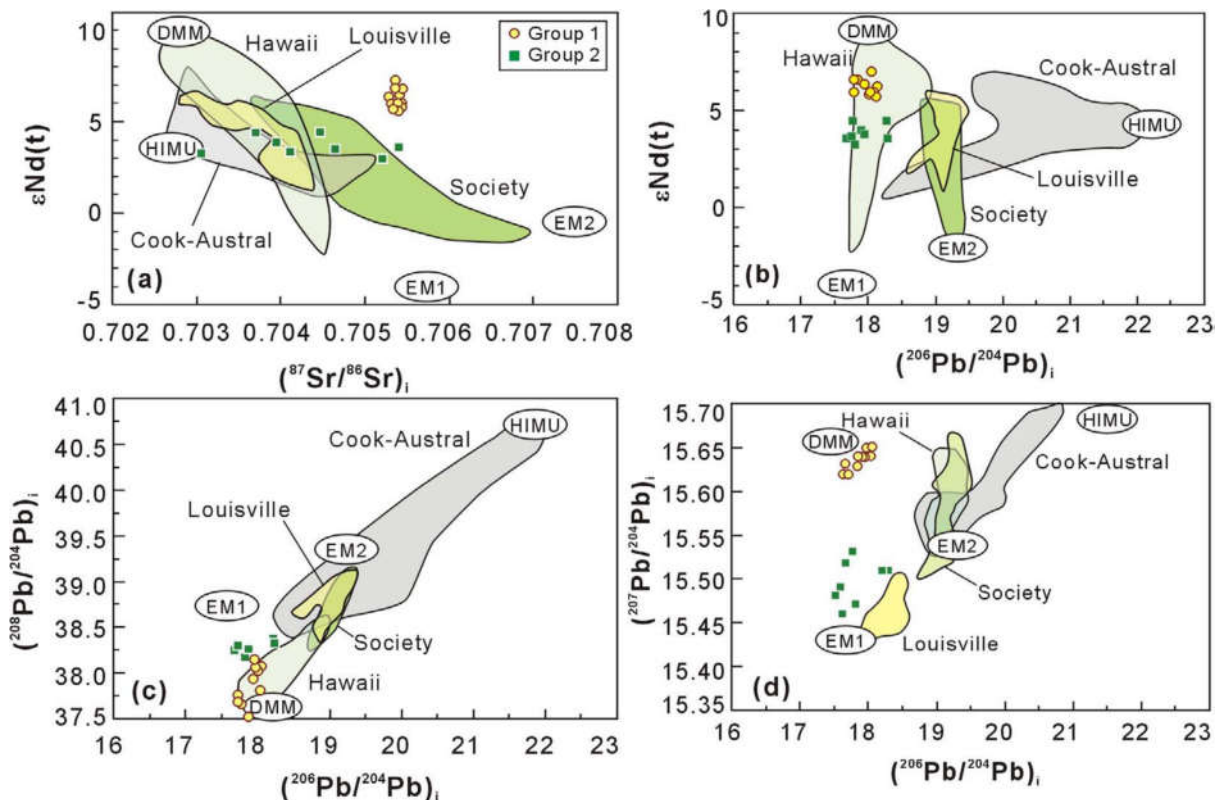 10
5
0
-5
εNd(t)
DMM
Hawaii
Louisville
Group 1
Group 2
HIMU
Society
Cook-Austral
EM2
EM1
(a)
0.702
0.703
0.704
0.705
0.706
0.707
0.708
(⁸⁷Sr/⁸⁶Sr)ᵢ
10
5
0
-5
εNd(t)
DMM
Hawaii
Cook-Austral
HIMU
Louisville
Society
EM2
EM1
(b)
16 17 18 19 20 21 22 23
(²⁰⁶Pb/²⁰⁴Pb)ᵢ
41.0
40.5
40.0
39.5
39.0
38.5
38.0
37.5
(²⁰⁸Pb/²⁰⁴Pb)ᵢ
HIMU
Cook-Austral
Louisville
EM2
EM1
Society
Hawaii
DMM
(c)
16 17 18 19 20 21 22 23
(²⁰⁶Pb/²⁰⁴Pb)ᵢ
15.70
15.65
15.60
15.55
15.50
15.45
15.40
15.35
(²⁰⁷Pb/²⁰⁴Pb)ᵢ
Hawaii
HIMU
DMM
Cook-Austral
EM2
Society
EM1
Louisville
(d)
16 17 18 19 20 21 22 23
(²⁰⁶Pb/²⁰⁴Pb)ᵢ